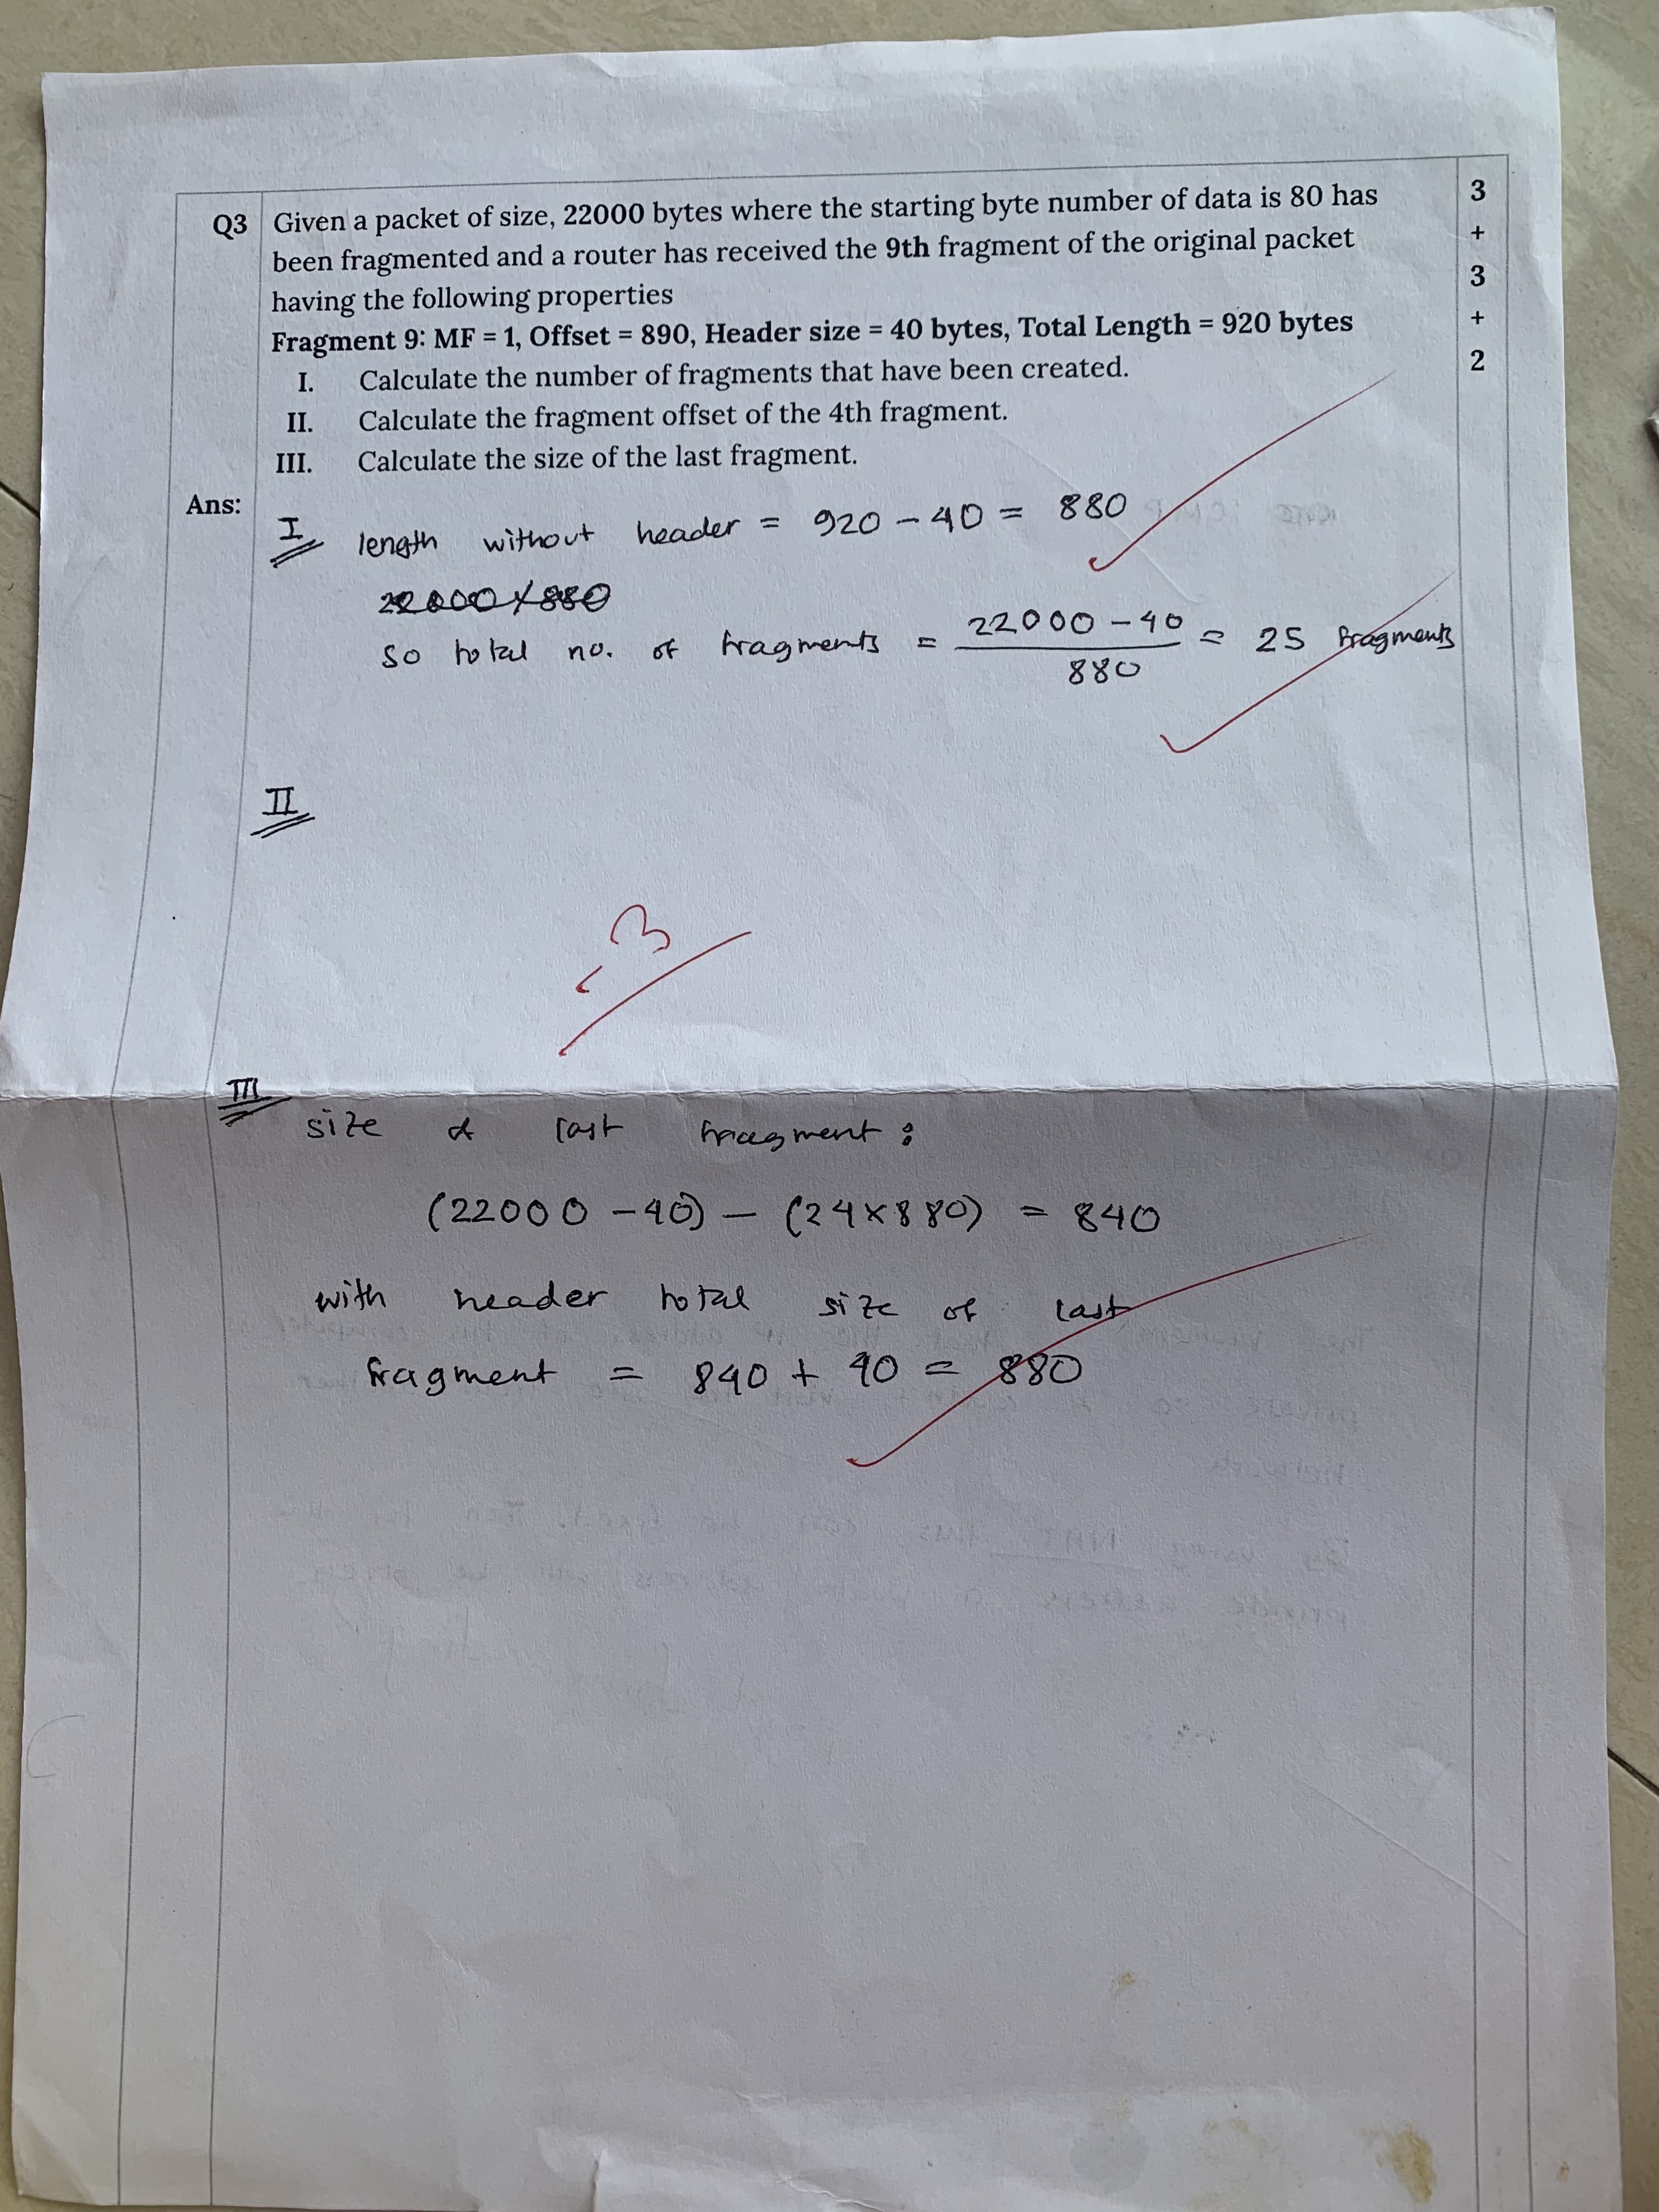 Q3 Given a packet of size, 22000 bytes where the starting byte number of data is 80 has 3
been fragmented and a router has received the 9th fragment of the original packet +
having the following properties 3
Fragment 9: MF = 1, Offset = 890, Header size = 40 bytes, Total Length = 920 bytes +
I. Calculate the number of fragments that have been created. 2
II. Calculate the fragment offset of the 4th fragment.
III. Calculate the size of the last fragment.
Ans:
I length without header = 920 - 40 = 880
22000 X 880
So total no. of fragments = 22000 - 40 / 880 = 25 fragments
II
-3
III
size of last fragment :
(22000 - 40) - (24 x 880) = 840
with header total size of last
fragment = 840 + 40 = 880